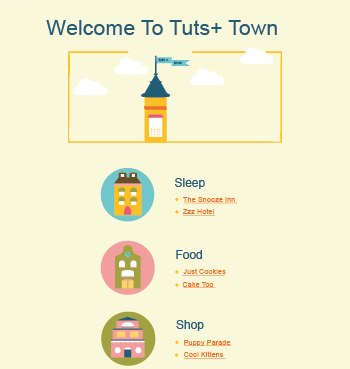 Welcome To Tuts+ Town
Sleep
The Snooze Inn
Zzz Hotel
Food
Just Cookies
Cake Too
Shop
Puppy Parade
Cool Kittens